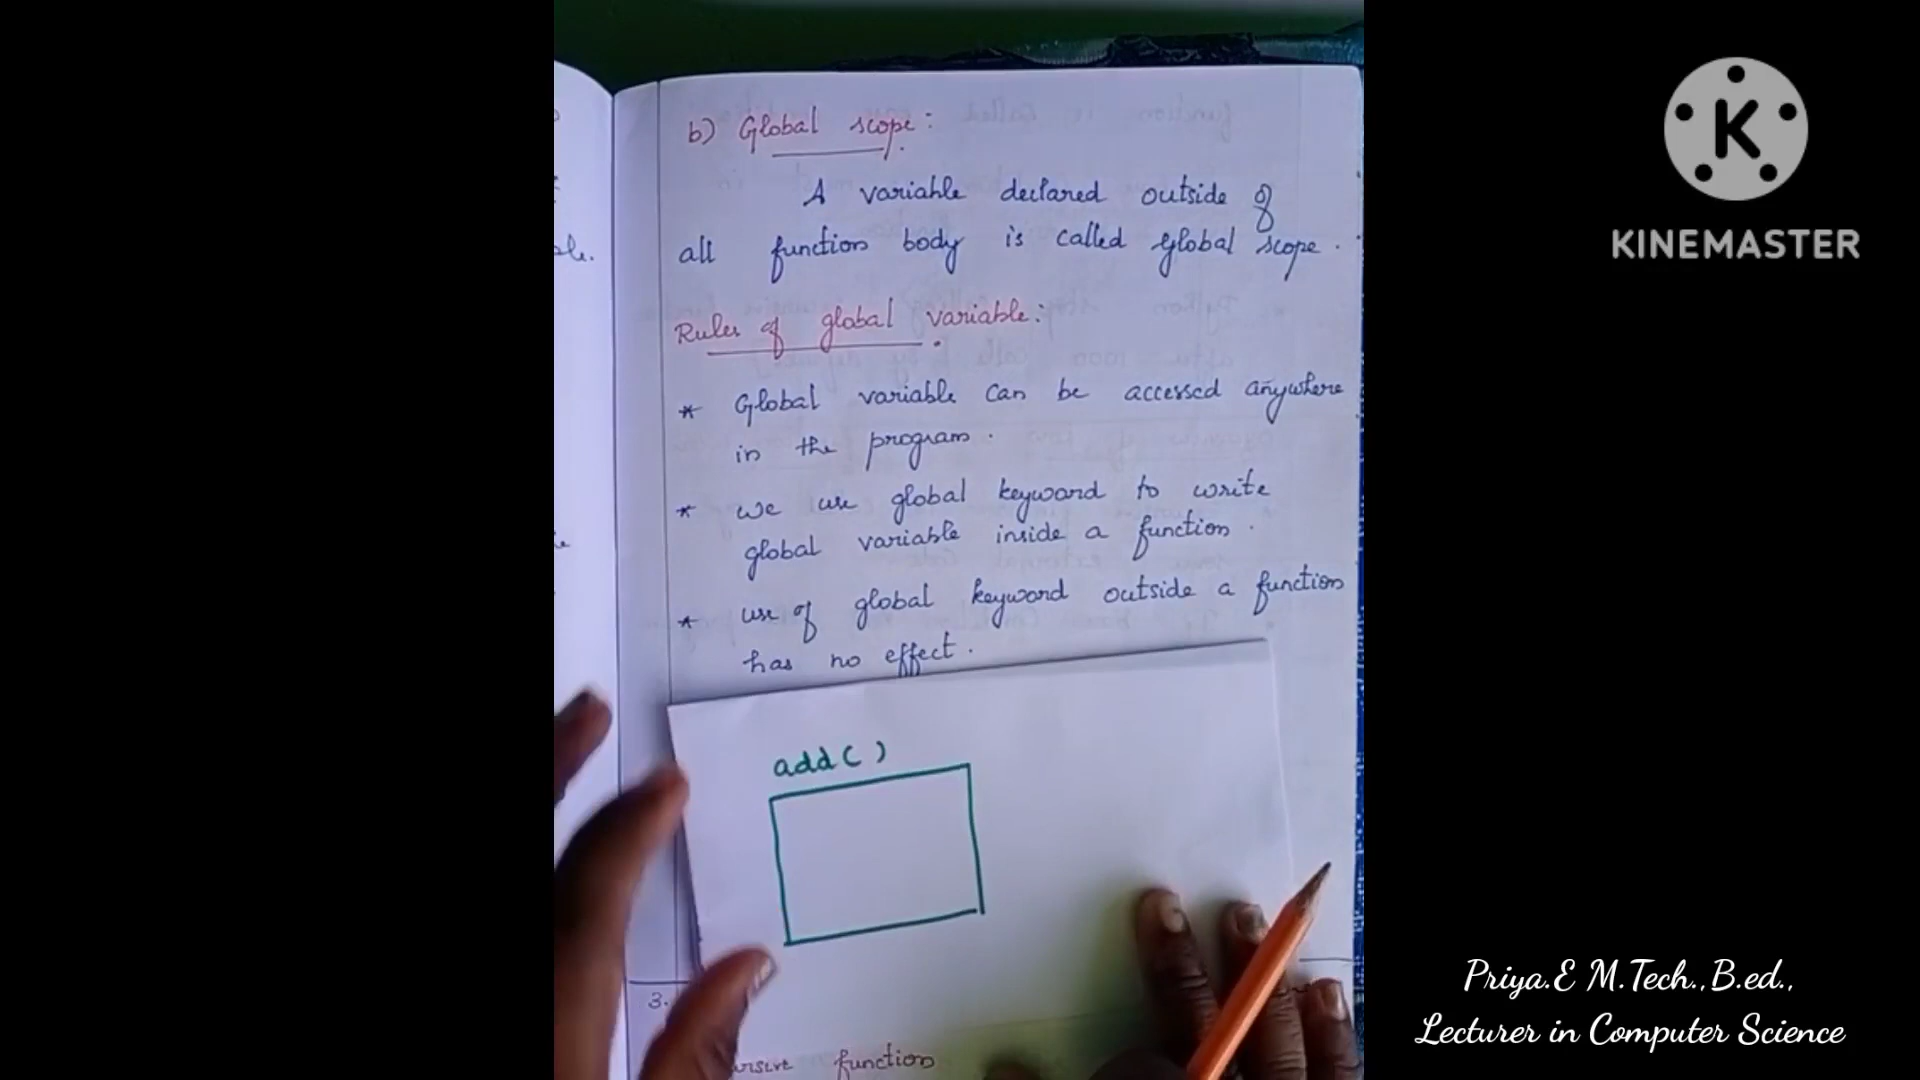 b) Global scope:
A variable declared outside of
all function body is called global scope.
Rules of global variable:
* Global variable can be accessed anywhere
in the program.
* we use global keyword to write
global variable inside a function.
* use of global keyword outside a function
has no effect.
add()
3.
function
ble.
KINEMASTER
Priya.E M.Tech.,B.ed.,
Lecturer in Computer Science